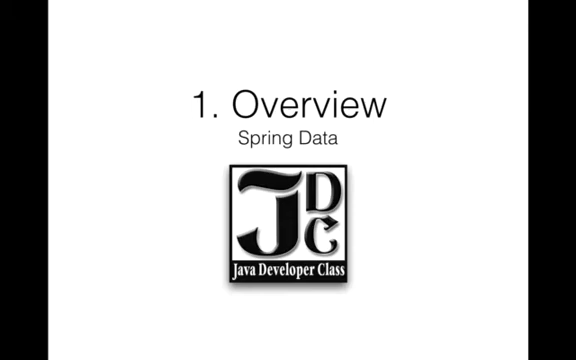 1. Overview
Spring Data
JDC
Java Developer Class